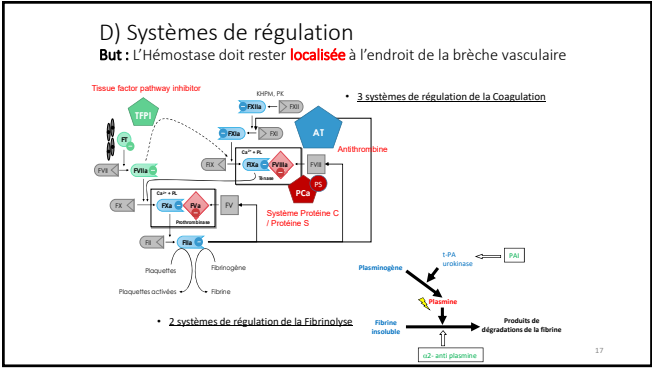 D) Systèmes de régulation
But : L'Hémostase doit rester localisée à l'endroit de la brèche vasculaire
Tissue factor pathway inhibitor
• 3 systèmes de régulation de la Coagulation
KHPM, PK
TFPI
FXIIa
FXII
AT
FT
FXIa
FXI
Antithrombine
Ca²⁺ + PL
FVII
FVIIa
FIX
FIXa
FVIIIa
FVIII
Tenase
PS
PCa
Ca²⁺ + PL
FX
FXa
FVa
FV
Prothrombinase
Système Protéine C
/ Protéine S
FII
FIIa
Plaquettes
Fibrinogène
Plaquettes activées
Fibrine
t-PA
urokinase
PAI
Plasminogène
Plasmine
• 2 systèmes de régulation de la Fibrinolyse
Fibrine
insoluble
Produits de
dégradations de la fibrine
α2- anti plasmine
17